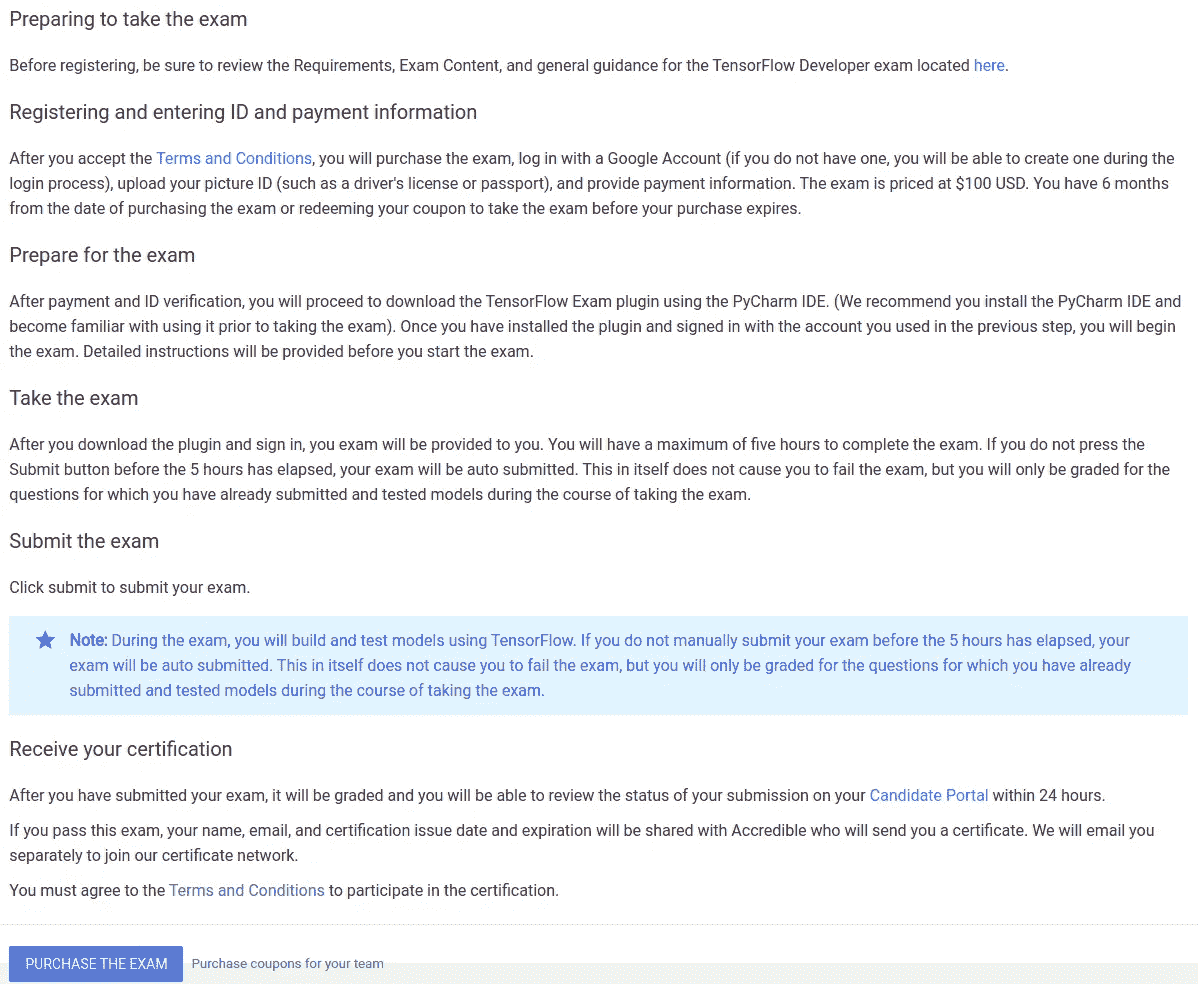 Preparing to take the exam
Before registering, be sure to review the Requirements, Exam Content, and general guidance for the TensorFlow Developer exam located here.
Registering and entering ID and payment information
After you accept the Terms and Conditions, you will purchase the exam, log in with a Google Account (if you do not have one, you will be able to create one during the
login process), upload your picture ID (such as a driver's license or passport), and provide payment information. The exam is priced at $100 USD. You have 6 months
from the date of purchasing the exam or redeeming your coupon to take the exam before your purchase expires.
Prepare for the exam
After payment and ID verification, you will proceed to download the TensorFlow Exam plugin using the PyCharm IDE. (We recommend you install the PyCharm IDE and
become familiar with using it prior to taking the exam). Once you have installed the plugin and signed in with the account you used in the previous step, you will begin
the exam. Detailed instructions will be provided before you start the exam.
Take the exam
After you download the plugin and sign in, you exam will be provided to you. You will have a maximum of five hours to complete the exam. If you do not press the
Submit button before the 5 hours has elapsed, your exam will be auto submitted. This in itself does not cause you to fail the exam, but you will only be graded for the
questions for which you have already submitted and tested models during the course of taking the exam.
Submit the exam
Click submit to submit your exam.
Note: During the exam, you will build and test models using TensorFlow. If you do not manually submit your exam before the 5 hours has elapsed, your
exam will be auto submitted. This in itself does not cause you to fail the exam, but you will only be graded for the questions for which you have already
submitted and tested models during the course of taking the exam.
Receive your certification
After you have submitted your exam, it will be graded and you will be able to review the status of your submission on your Candidate Portal within 24 hours.
If you pass this exam, your name, email, and certification issue date and expiration will be shared with Accredible who will send you a certificate. We will email you
separately to join our certificate network.
You must agree to the Terms and Conditions to participate in the certification.
PURCHASE THE EXAM Purchase coupons for your team